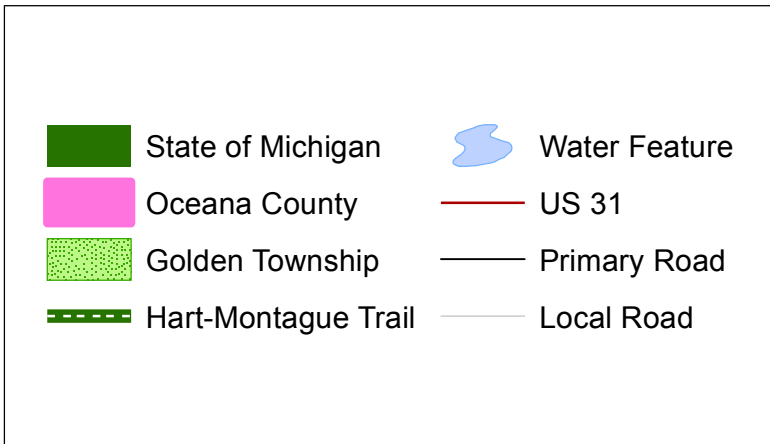 State of Michigan
Oceana County
Golden Township
Hart-Montague Trail
Water Feature
US 31
Primary Road
Local Road